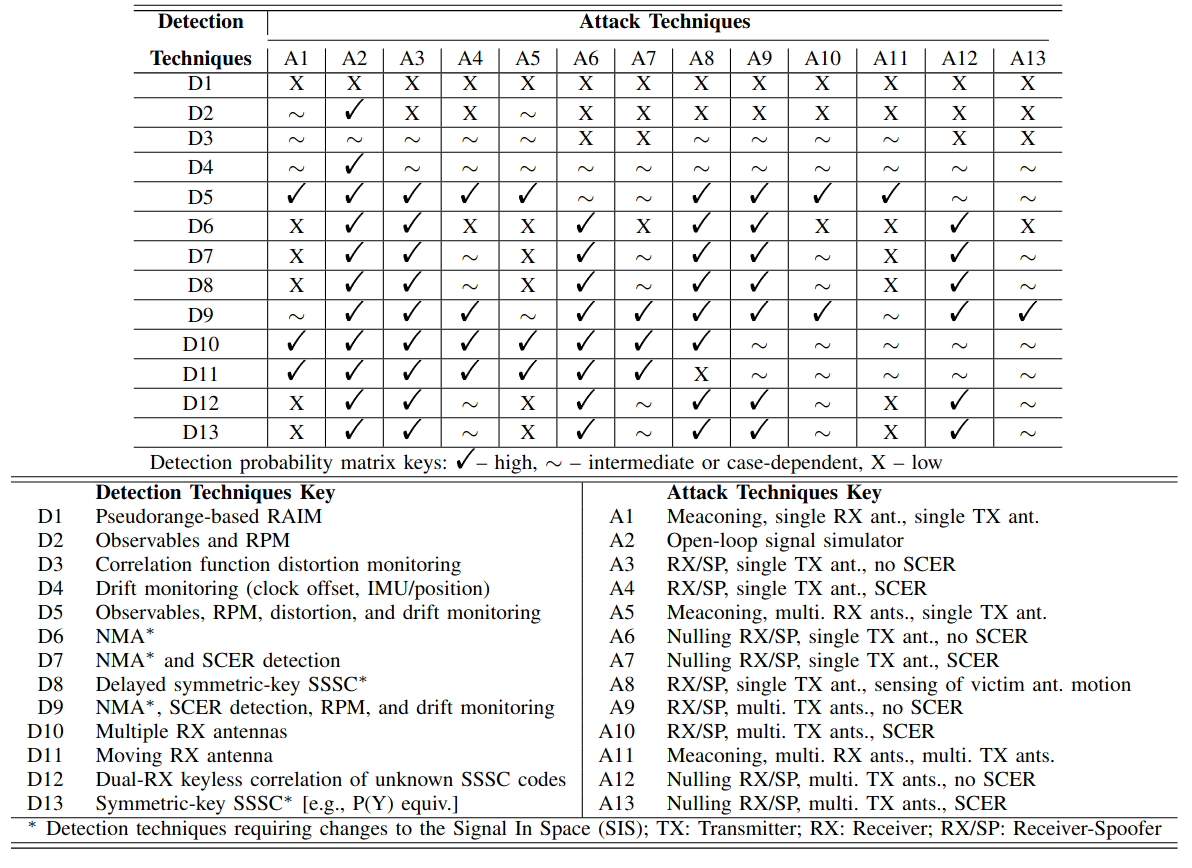 Detection Attack Techniques
Techniques A1 A2 A3 A4 A5 A6 A7 A8 A9 A10 A11 A12 A13
D1 X X X X X X X X X X X X X
D2 ~ ✓ X X ~ X X X X X X X X
D3 ~ ~ ~ ~ ~ X X ~ ~ ~ ~ X X
D4 ~ ✓ ~ ~ ~ ~ ~ ~ ~ ~ ~ ~ ~
D5 ✓ ✓ ✓ ✓ ✓ ~ ~ ✓ ✓ ✓ ✓ ~ ~
D6 X ✓ ✓ X X ✓ X ✓ ✓ X X ✓ X
D7 X ✓ ✓ ~ X ✓ ~ ✓ ✓ ~ X ✓ ~
D8 X ✓ ✓ ~ X ✓ ~ ✓ ✓ ~ X ✓ ~
D9 ~ ✓ ✓ ✓ ~ ✓ ✓ ✓ ✓ ✓ ~ ✓ ✓
D10 ✓ ✓ ✓ ✓ ✓ ✓ ✓ ✓ ~ ~ ~ ~ ~
D11 ✓ ✓ ✓ ✓ ✓ ✓ ✓ X ~ ~ ~ ~ ~
D12 X ✓ ✓ ~ X ✓ ~ ✓ ✓ ~ X ✓ ~
D13 X ✓ ✓ ~ X ✓ ~ ✓ ✓ ~ X ✓ ~
Detection probability matrix keys: ✓– high, ~ – intermediate or case-dependent, X – low
Detection Techniques Key Attack Techniques Key
D1 Pseudorange-based RAIM A1 Meaconing, single RX ant., single TX ant.
D2 Observables and RPM A2 Open-loop signal simulator
D3 Correlation function distortion monitoring A3 RX/SP, single TX ant., no SCER
D4 Drift monitoring (clock offset, IMU/position) A4 RX/SP, single TX ant., SCER
D5 Observables, RPM, distortion, and drift monitoring A5 Meaconing, multi. RX ants., single TX ant.
D6 NMA* A6 Nulling RX/SP, single TX ant., no SCER
D7 NMA* and SCER detection A7 Nulling RX/SP, single TX ant., SCER
D8 Delayed symmetric-key SSSC* A8 RX/SP, single TX ant., sensing of victim ant. motion
D9 NMA*, SCER detection, RPM, and drift monitoring A9 RX/SP, multi. TX ants., no SCER
D10 Multiple RX antennas A10 RX/SP, multi. TX ants., SCER
D11 Moving RX antenna A11 Meaconing, multi. RX ants., multi. TX ants.
D12 Dual-RX keyless correlation of unknown SSSC codes A12 Nulling RX/SP, multi. TX ants., no SCER
D13 Symmetric-key SSSC* [e.g., P(Y) equiv.] A13 Nulling RX/SP, multi. TX ants., SCER
* Detection techniques requiring changes to the Signal In Space (SIS); TX: Transmitter; RX: Receiver; RX/SP: Receiver-Spoofer